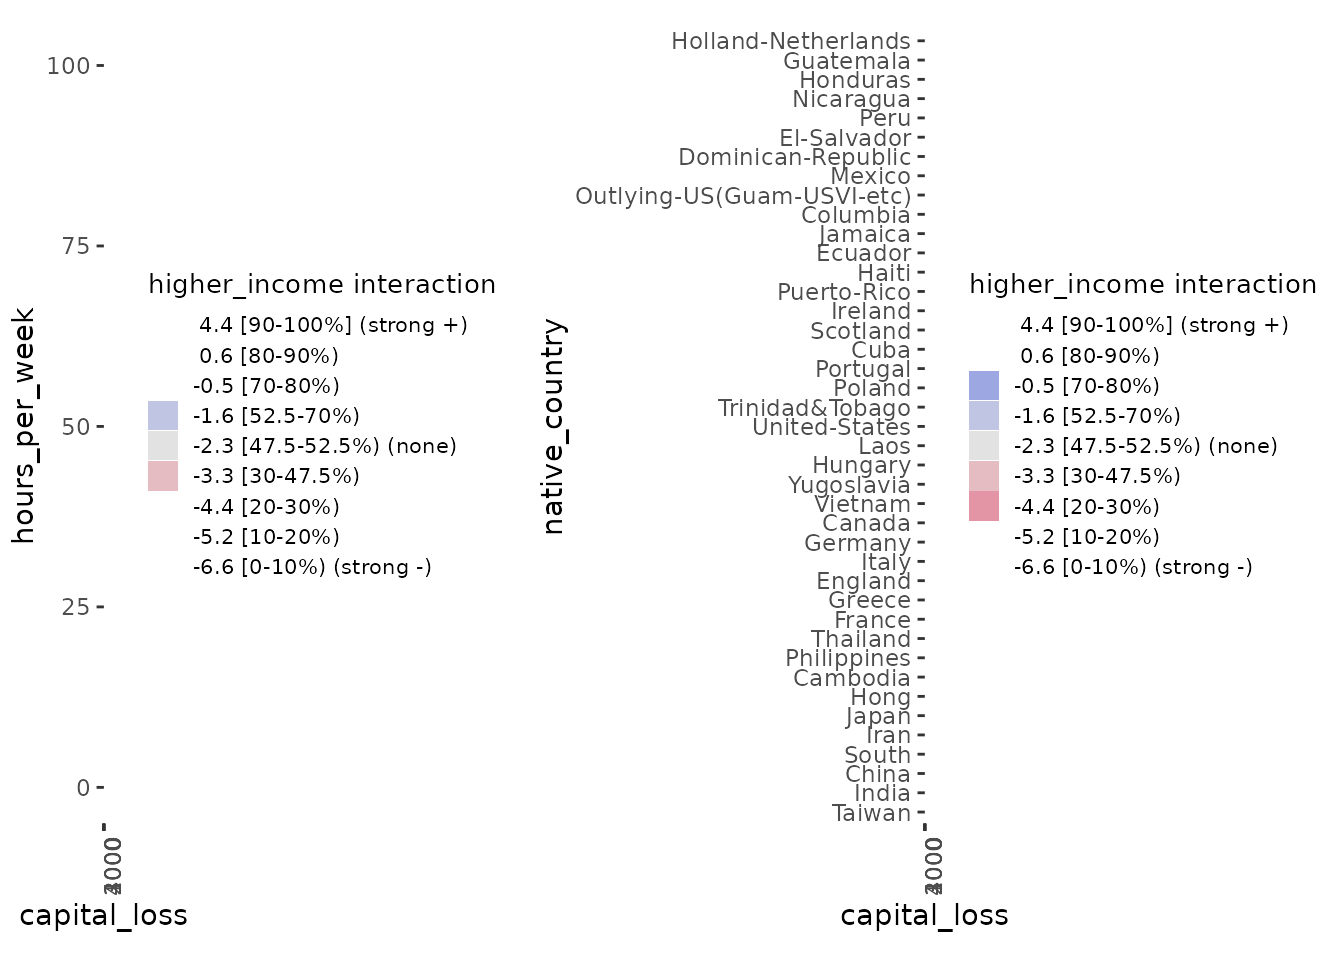 100
75
50
25
0
hours_per_week
capital_loss
higher_income interaction
4.4 [90-100%] (strong +)
0.6 [80-90%)
-0.5 [70-80%)
-1.6 [52.5-70%)
-2.3 [47.5-52.5%) (none)
-3.3 [30-47.5%)
-4.4 [20-30%)
-5.2 [10-20%)
-6.6 [0-10%) (strong -)
native_country
Holland-Netherlands
Guatemala
Honduras
Nicaragua
Peru
El-Salvador
Dominican-Republic
Mexico
Outlying-US(Guam-USVI-etc)
Columbia
Jamaica
Ecuador
Haiti
Puerto-Rico
Ireland
Scotland
Cuba
Portugal
Poland
Trinidad&Tobago
United-States
Laos
Hungary
Yugoslavia
Vietnam
Canada
Germany
Italy
England
Greece
France
Thailand
Philippines
Cambodia
Hong
Japan
Iran
South
China
India
Taiwan
capital_loss
higher_income interaction
4.4 [90-100%] (strong +)
0.6 [80-90%)
-0.5 [70-80%)
-1.6 [52.5-70%)
-2.3 [47.5-52.5%) (none)
-3.3 [30-47.5%)
-4.4 [20-30%)
-5.2 [10-20%)
-6.6 [0-10%) (strong -)